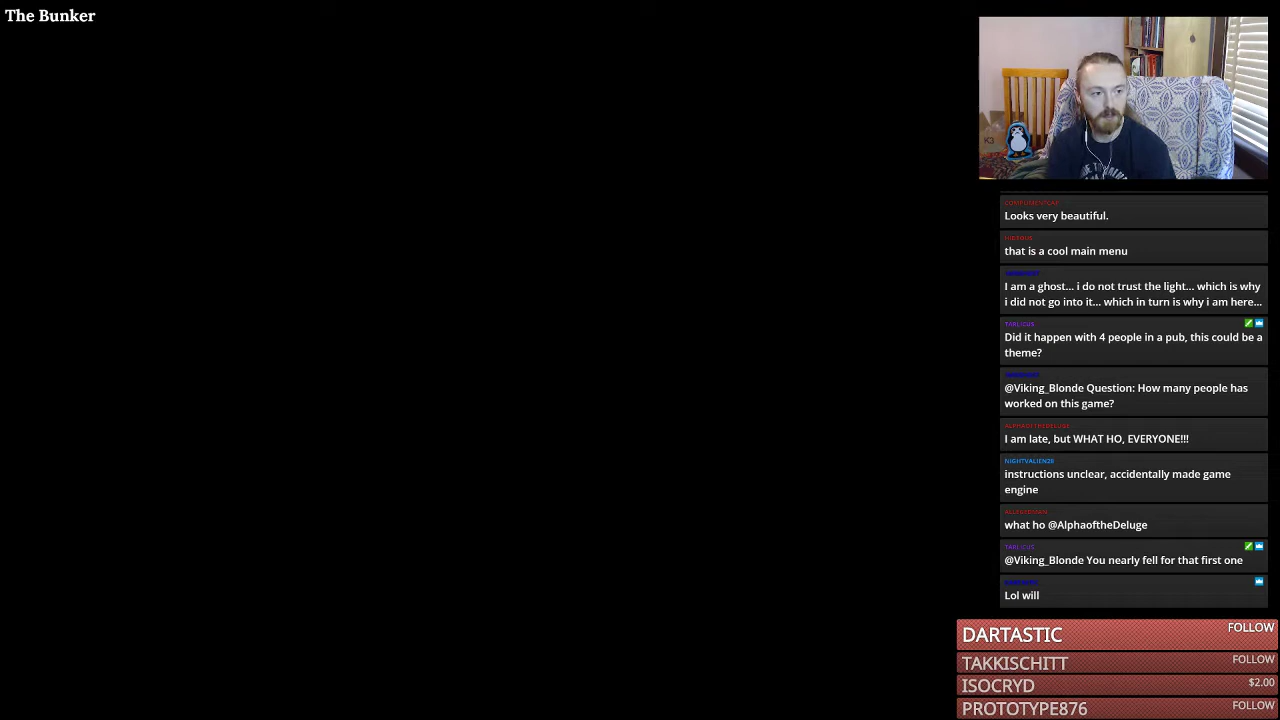 The Bunker
Looks very beautiful.
that is a cool main menu
I am a ghost... i do not trust the light... which is why
i did not go into it... which in turn is why i am here...
TARLICUS
Did it happen with 4 people in a pub, this could be a
theme?
@Viking_Blonde Question: How many people has
worked on this game?
ALPHAOFTHEDELUGE
I am late, but WHAT HO, EVERYONE!!!
NIGHTVALIEN28
instructions unclear, accidentally made game
engine
what ho @AlphaoftheDeluge
TARLICUS
@Viking_Blonde You nearly fell for that first one
Lol will
DARTASTIC FOLLOW
TAKKISCHITT FOLLOW
ISOCRYD $2.00
PROTOTYPE876 FOLLOW